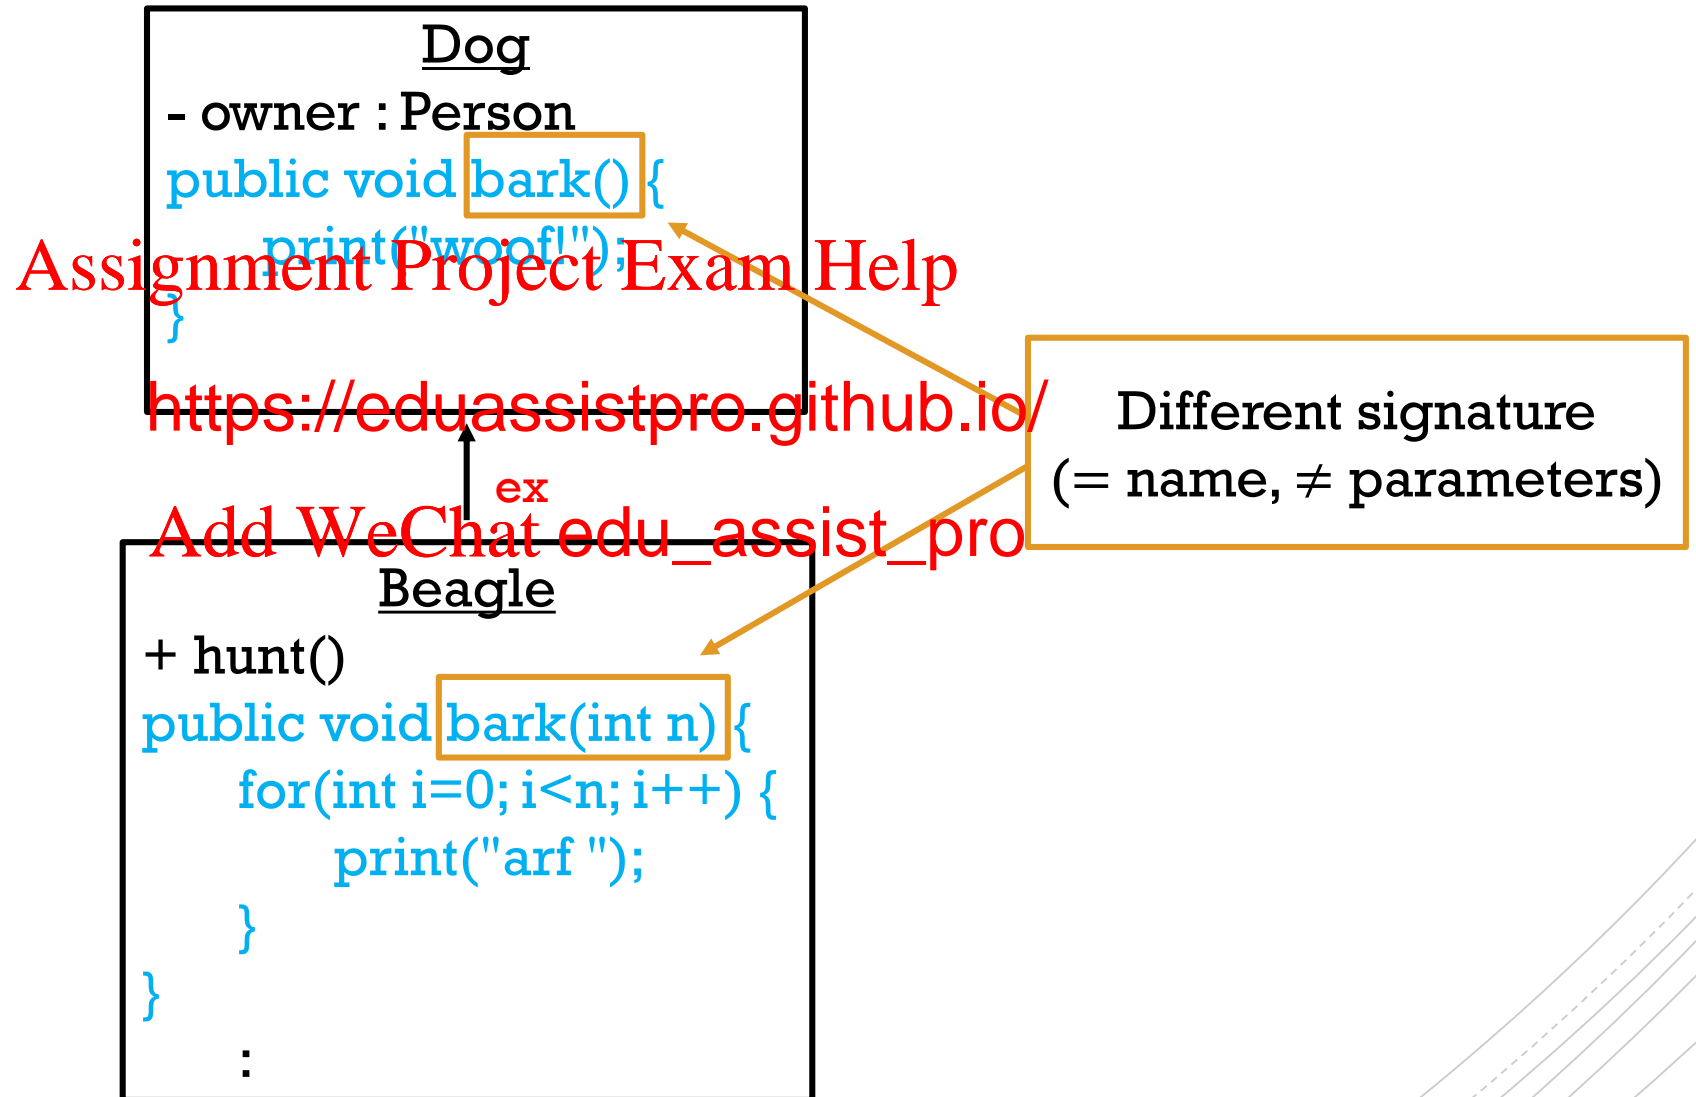 Dog
- owner : Person
public void bark() {
print("woof!");
Assignment Project Exam Help
}
https://eduassistpro.github.io/
Different signature
(= name, ≠ parameters)
ex
Add WeChat edu_assist_pro
Beagle
+ hunt()
public void bark(int n) {
for(int i=0; i<n; i++) {
print("arf ");
}
}
: